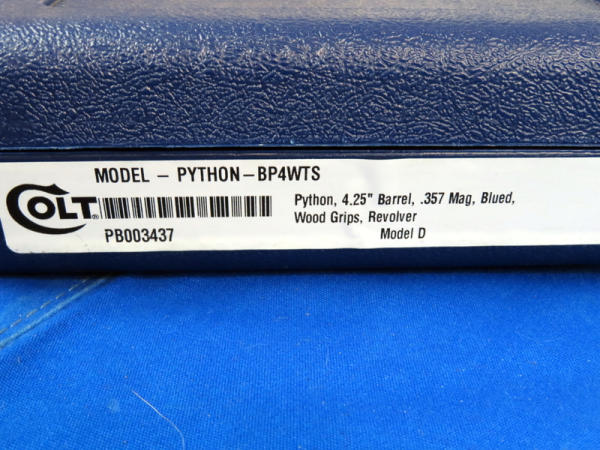 MODEL - PYTHON-BP4WTS
COLT®
PB003437
Python, 4.25" Barrel, .357 Mag, Blued,
Wood Grips, Revolver
Model D